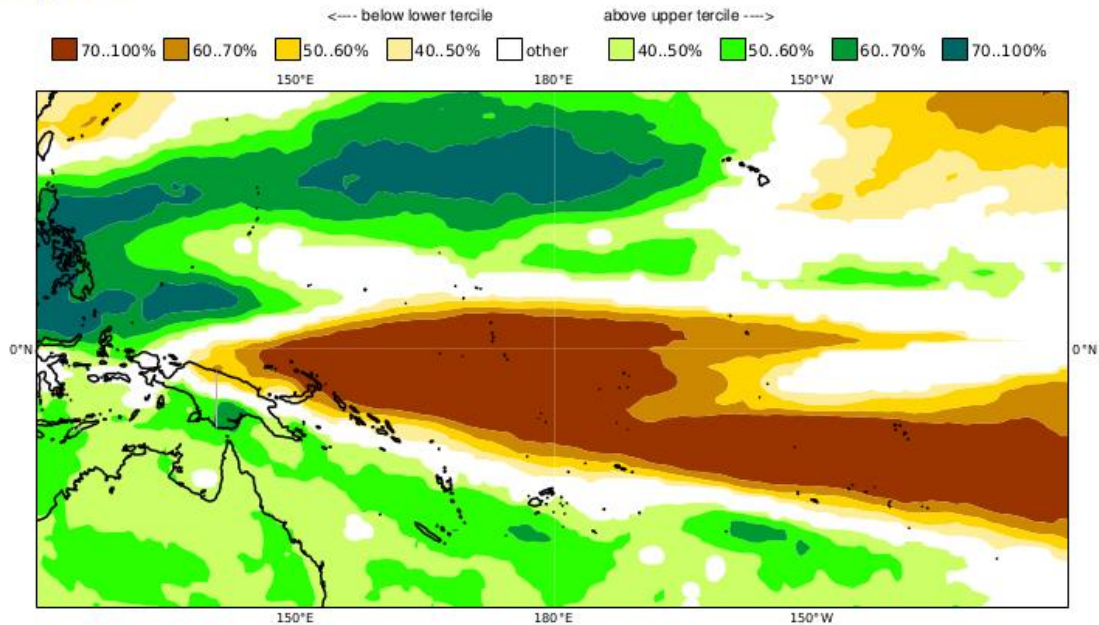 <---- below lower tercile above upper tercile ---->
70..100% 60..70% 50..60% 40..50% other 40..50% 50..60% 60..70% 70..100%
150°E 180°E 150°W
0°N 0°N
150°E 180°E 150°W